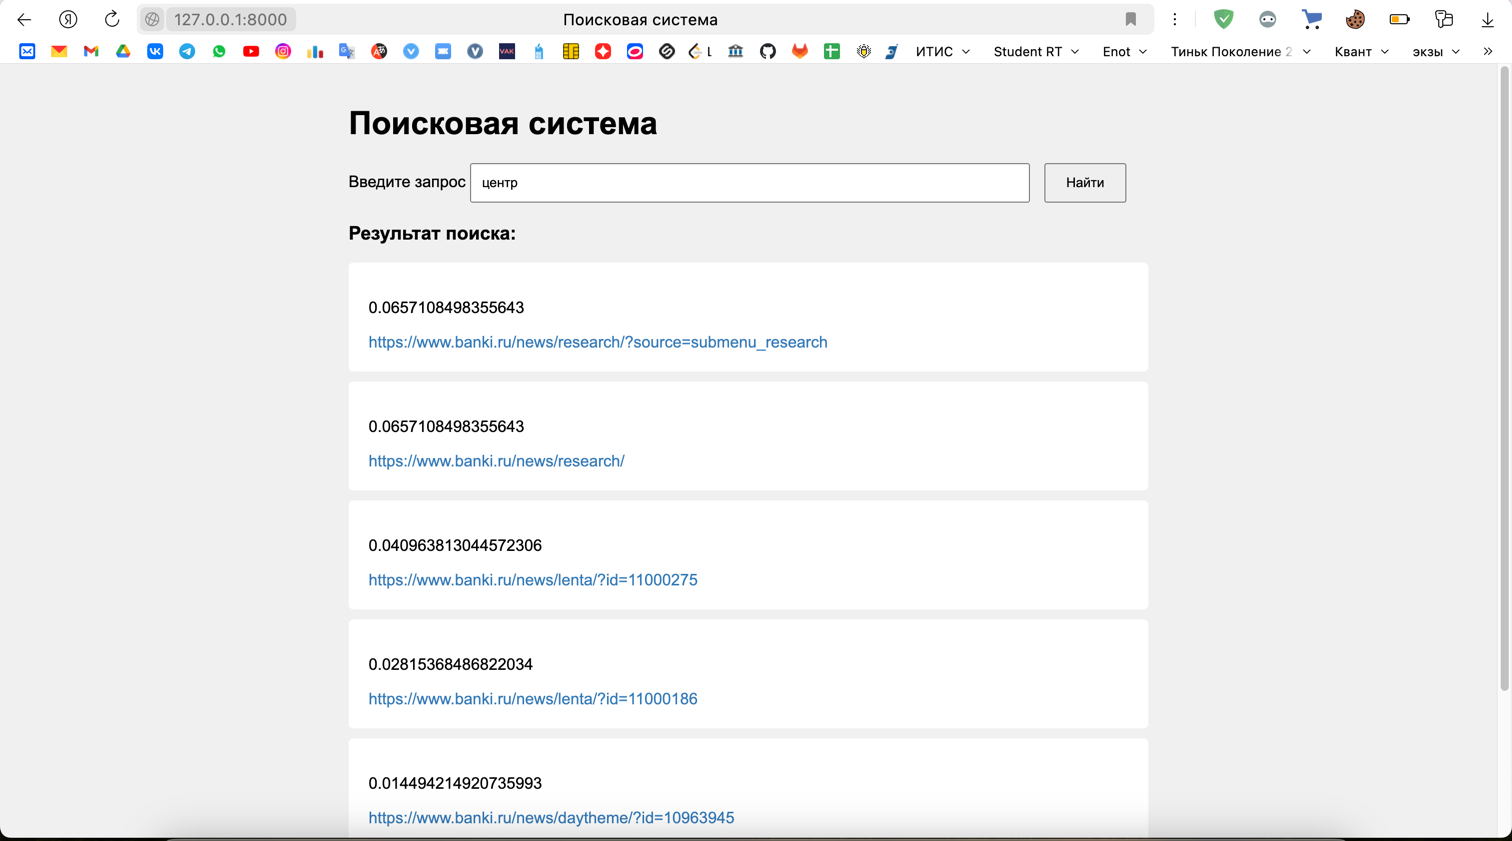 127.0.0.1:8000
Поисковая система
VAK
L
ИТИС
Student RT
Enot
Тиньк Поколение 2
Квант
экзы
Поисковая система
Введите запрос
центр
Найти
Результат поиска:
0.0657108498355643
https://www.banki.ru/news/research/?source=submenu_research
0.0657108498355643
https://www.banki.ru/news/research/
0.040963813044572306
https://www.banki.ru/news/lenta/?id=11000275
0.02815368486822034
https://www.banki.ru/news/lenta/?id=11000186
0.014494214920735993
https://www.banki.ru/news/daytheme/?id=10963945